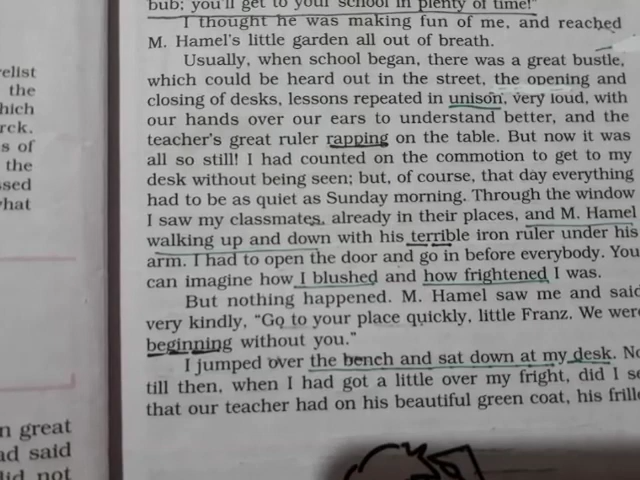 bub; you'll get to your school in plenty of time!"
I thought he was making fun of me, and reached
M. Hamel's little garden all out of breath.
Usually, when school began, there was a great bustle,
which could be heard out in the street, the opening and
closing of desks, lessons repeated in unison, very loud, with
our hands over our ears to understand better, and the
teacher's great ruler rapping on the table. But now it was
all so still! I had counted on the commotion to get to my
desk without being seen; but, of course, that day everything
had to be as quiet as Sunday morning. Through the window
I saw my classmates, already in their places, and M. Hamel
walking up and down with his terrible iron ruler under his
arm. I had to open the door and go in before everybody. You
can imagine how I blushed and how frightened I was.
But nothing happened. M. Hamel saw me and said
very kindly, "Go to your place quickly, little Franz. We were
beginning without you."
I jumped over the bench and sat down at my desk. No
till then, when I had got a little over my fright, did I se
that our teacher had on his beautiful green coat, his frill
elist
the
hich
rck.
s of
the
ssed
hat
n great
ad said
did not